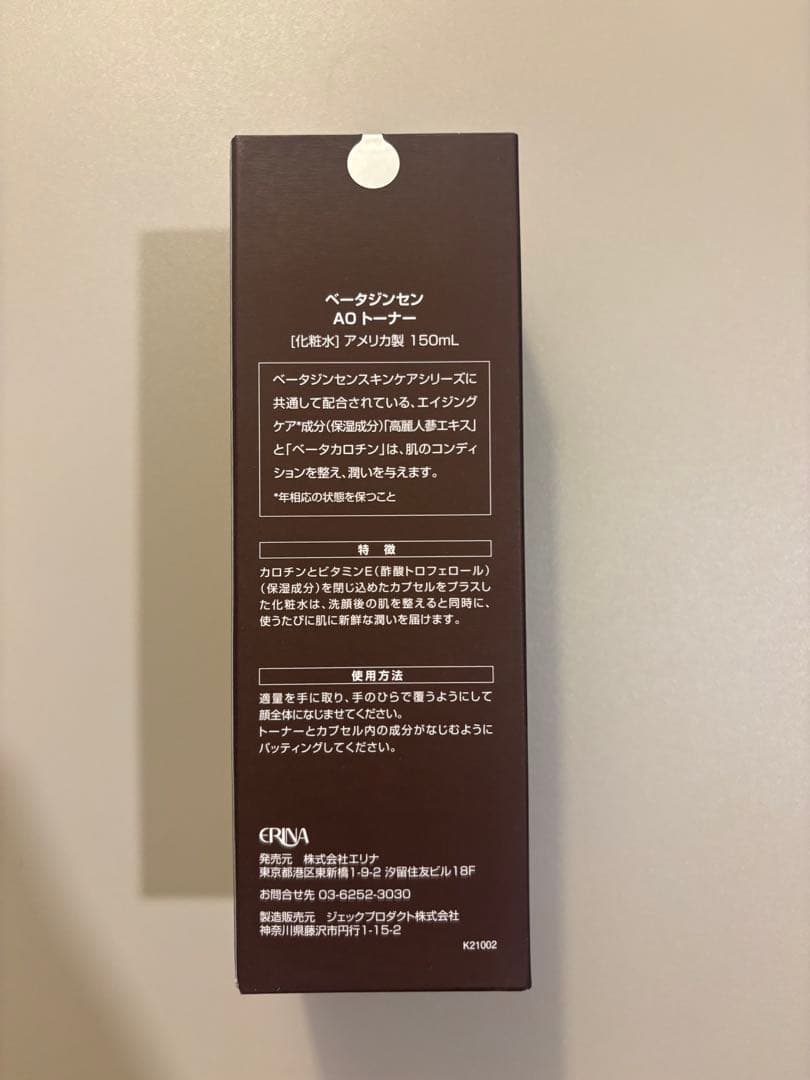 ベータジンセン
AO トーナー
[化粧水] アメリカ製 150mL
ベータジンセンスキンケアシリーズに
共通して配合されている、エイジング
ケア*成分(保湿成分)「高麗人蔘エキス」
と「ベータカロチン」は、肌のコンディ
ションを整え、潤いを与えます。
*年相応の状態を保つこと
特 徴
カロチンとビタミンE(酢酸トロフェロール)
(保湿成分)を閉じ込めたカプセルをプラスし
た化粧水は、洗顔後の肌を整えると同時に、
使うたびに肌に新鮮な潤いを届けます。
使用方法
適量を手に取り、手のひらで覆うようにして
顔全体になじませてください。
トーナーとカプセル内の成分がなじむように
パッティングしてください。
ERINA
発売元 株式会社エリナ
東京都港区東新橋1-9-2 汐留住友ビル18F
お問合せ先 03-6252-3030
製造販売元 ジェックプロダクト株式会社
神奈川県藤沢市円行1-15-2
K21002